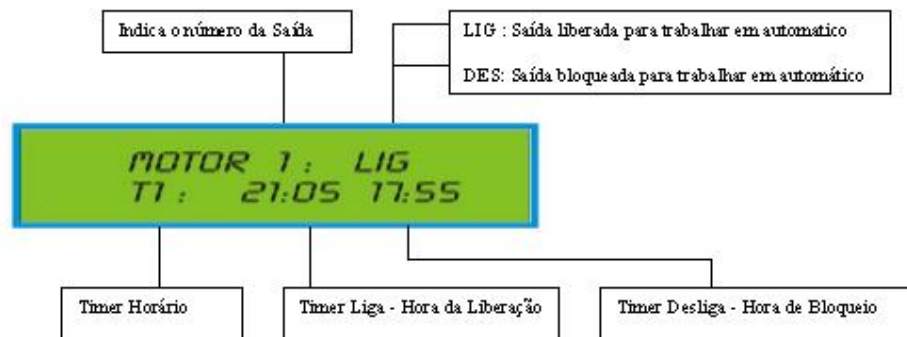 Indica o número da Saída
LIG : Saída liberada para trabalhar em automatico
DES: Saída bloqueada para trabalhar em automático
MOTOR 1 : LIG
T1 : 21:05 17:55
Timer Horário
Timer Liga - Hora da Liberação
Timer Desliga - Hora de Bloqueio